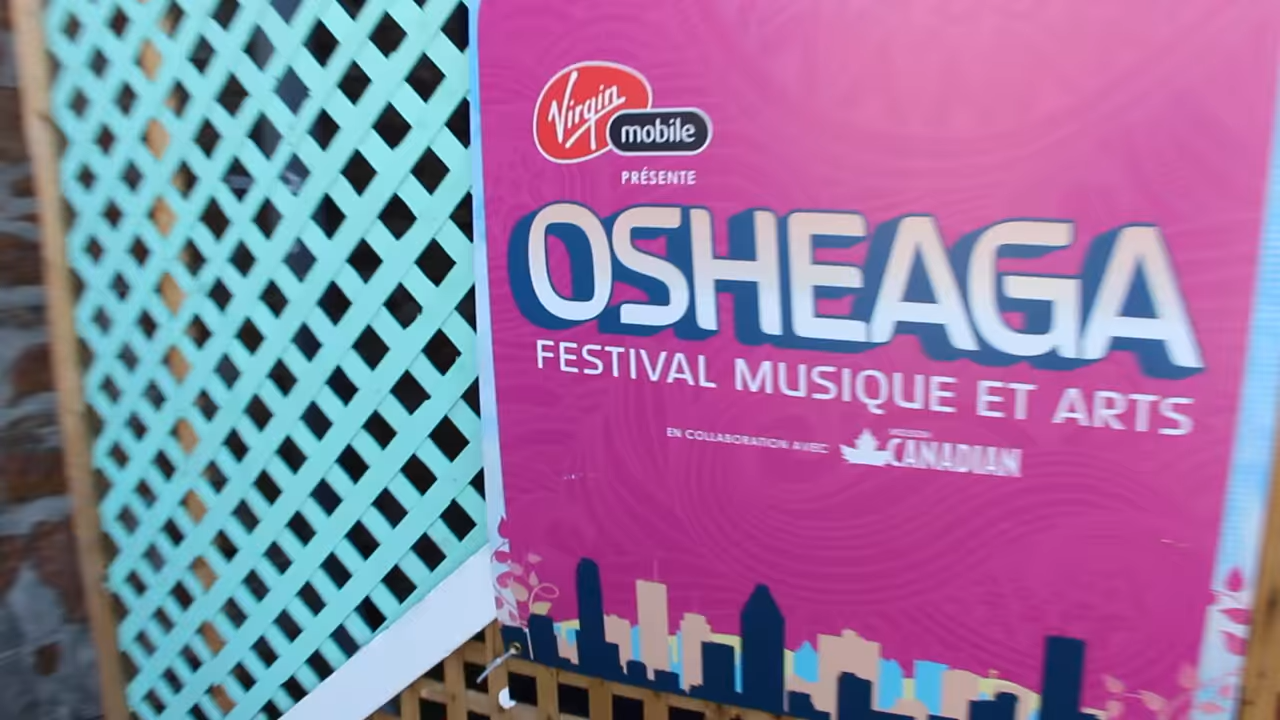 Virgin
mobile
PRÉSENTE
OSHEAGA
FESTIVAL MUSIQUE ET ARTS
EN COLLABORATION AVEC
CANADIAN